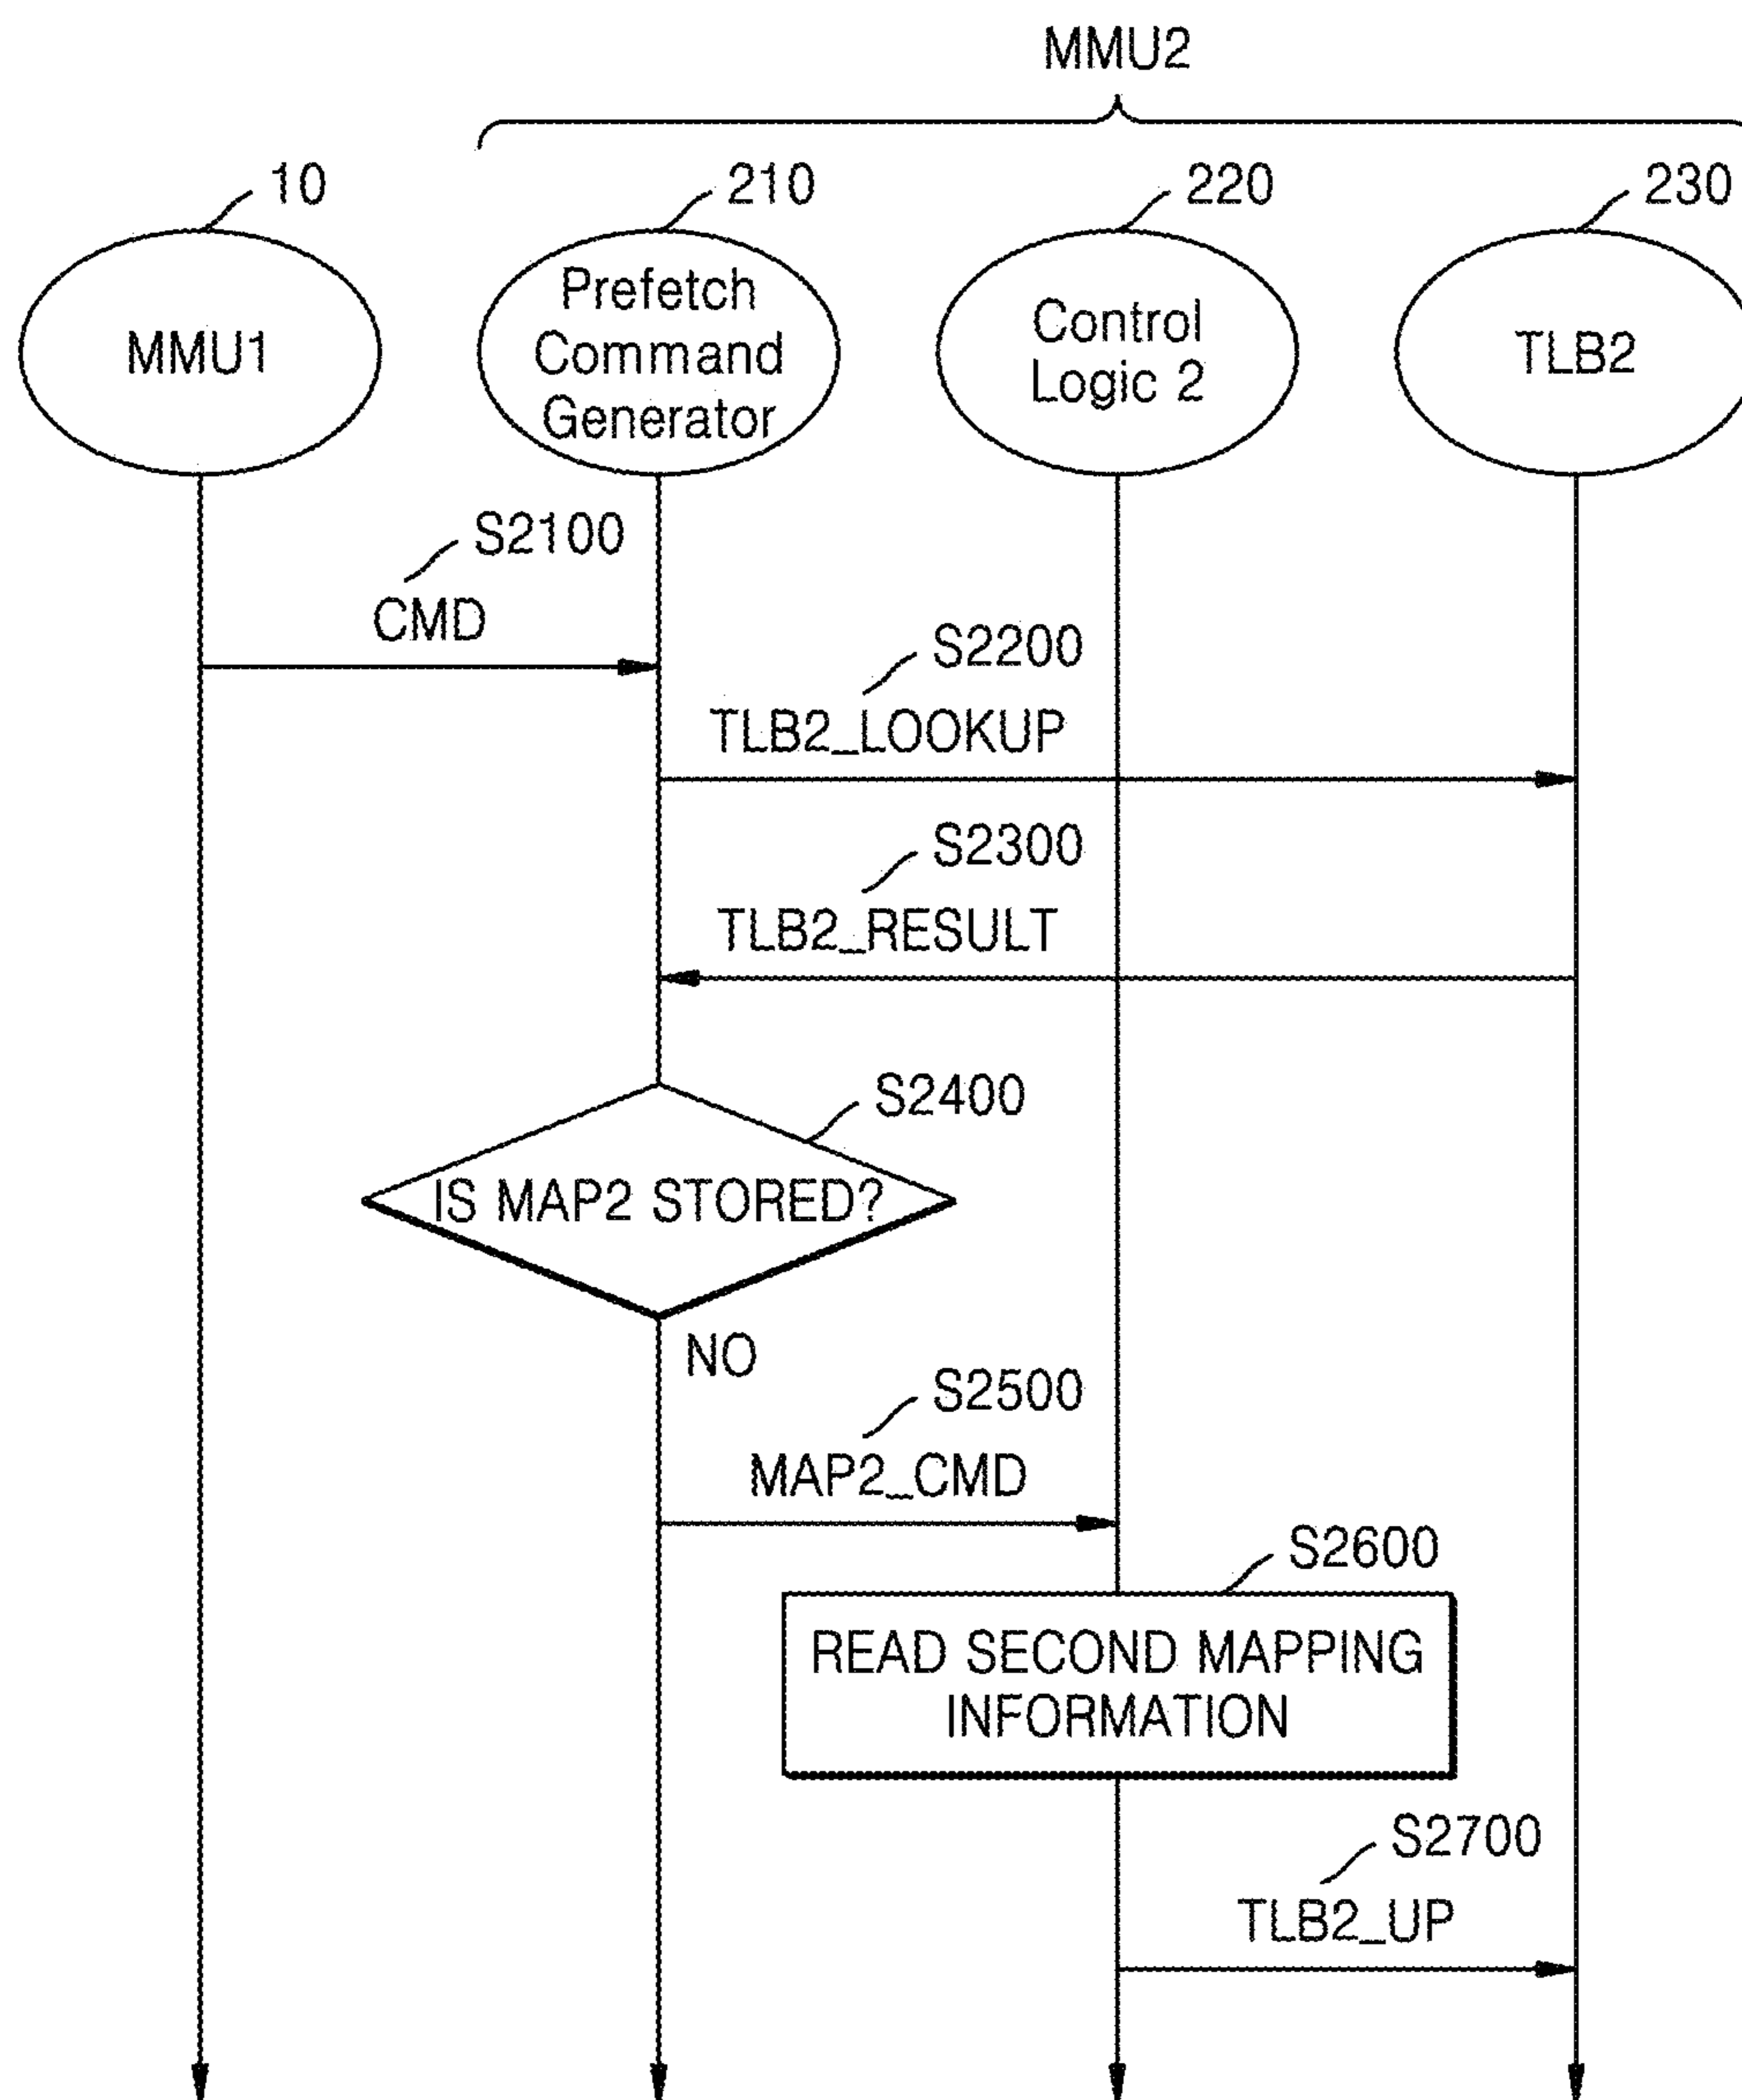 MMU2
10
210
220
230
MMU1
Prefetch
Command
Generator
Control
Logic 2
TLB2
S2100
CMD
S2200
TLB2_LOOKUP
S2300
TLB2_RESULT
S2400
IS MAP2 STORED?
NO
S2500
MAP2_CMD
S2600
READ SECOND MAPPING
INFORMATION
S2700
TLB2_UP